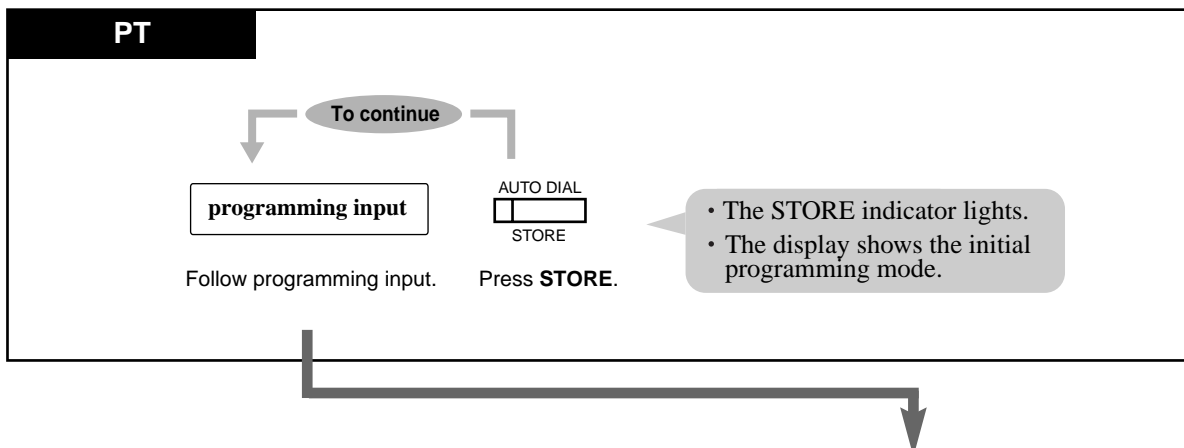 PT
To continue
programming input
AUTO DIAL
STORE
Follow programming input.
Press STORE.
• The STORE indicator lights.
• The display shows the initial
programming mode.